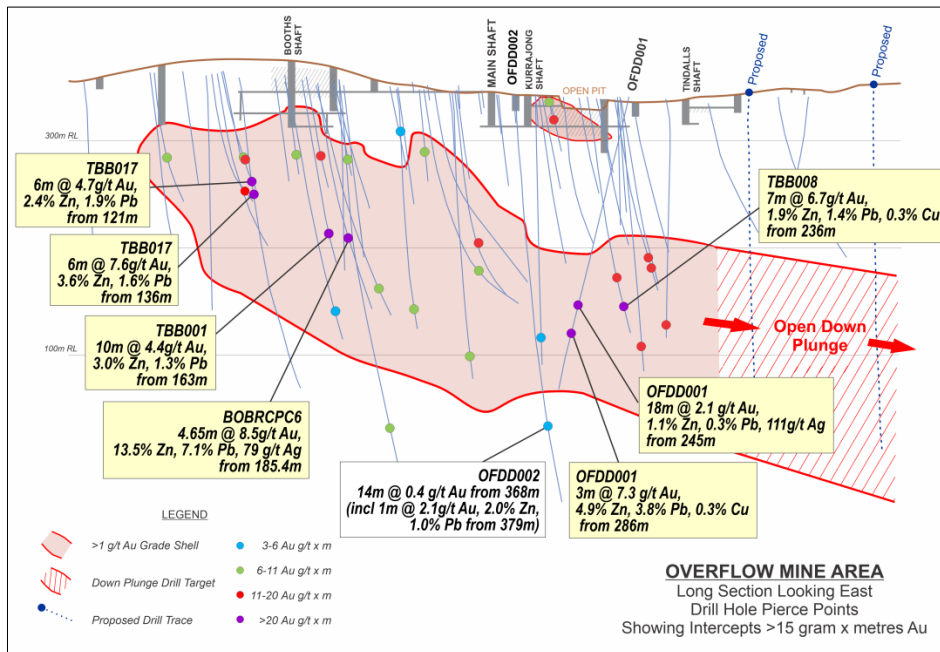 BOOTHS
SHAFT
MAIN SHAFT
OFDD002
KURRAJONG
SHAFT
OPEN PIT
OFDD001
TINDALLS
SHAFT
Proposed
Proposed
300m RL
TBB017
6m @ 4.7g/t Au,
2.4% Zn, 1.9% Pb
from 121m
TBB008
7m @ 6.7g/t Au,
1.9% Zn, 1.4% Pb, 0.3% Cu
from 236m
TBB017
6m @ 7.6g/t Au,
3.6% Zn, 1.6% Pb
from 136m
TBB001
10m @ 4.4g/t Au,
3.0% Zn, 1.3% Pb
from 163m
100m RL
Open Down
Plunge
BOBRCPC6
4.65m @ 8.5g/t Au,
13.5% Zn, 7.1% Pb, 79 g/t Ag
from 185.4m
OFDD001
18m @ 2.1 g/t Au,
1.1% Zn, 0.3% Pb, 111g/t Ag
from 245m
OFDD002
14m @ 0.4 g/t Au from 368m
(incl 1m @ 2.1g/t Au, 2.0% Zn,
1.0% Pb from 379m)
OFDD001
3m @ 7.3 g/t Au,
4.9% Zn, 3.8% Pb, 0.3% Cu
from 286m
LEGEND
>1 g/t Au Grade Shell
Down Plunge Drill Target
Proposed Drill Trace
3-6 Au g/t x m
6-11 Au g/t x m
11-20 Au g/t x m
>20 Au g/t x m
OVERFLOW MINE AREA
Long Section Looking East
Drill Hole Pierce Points
Showing Intercepts >15 gram x metres Au